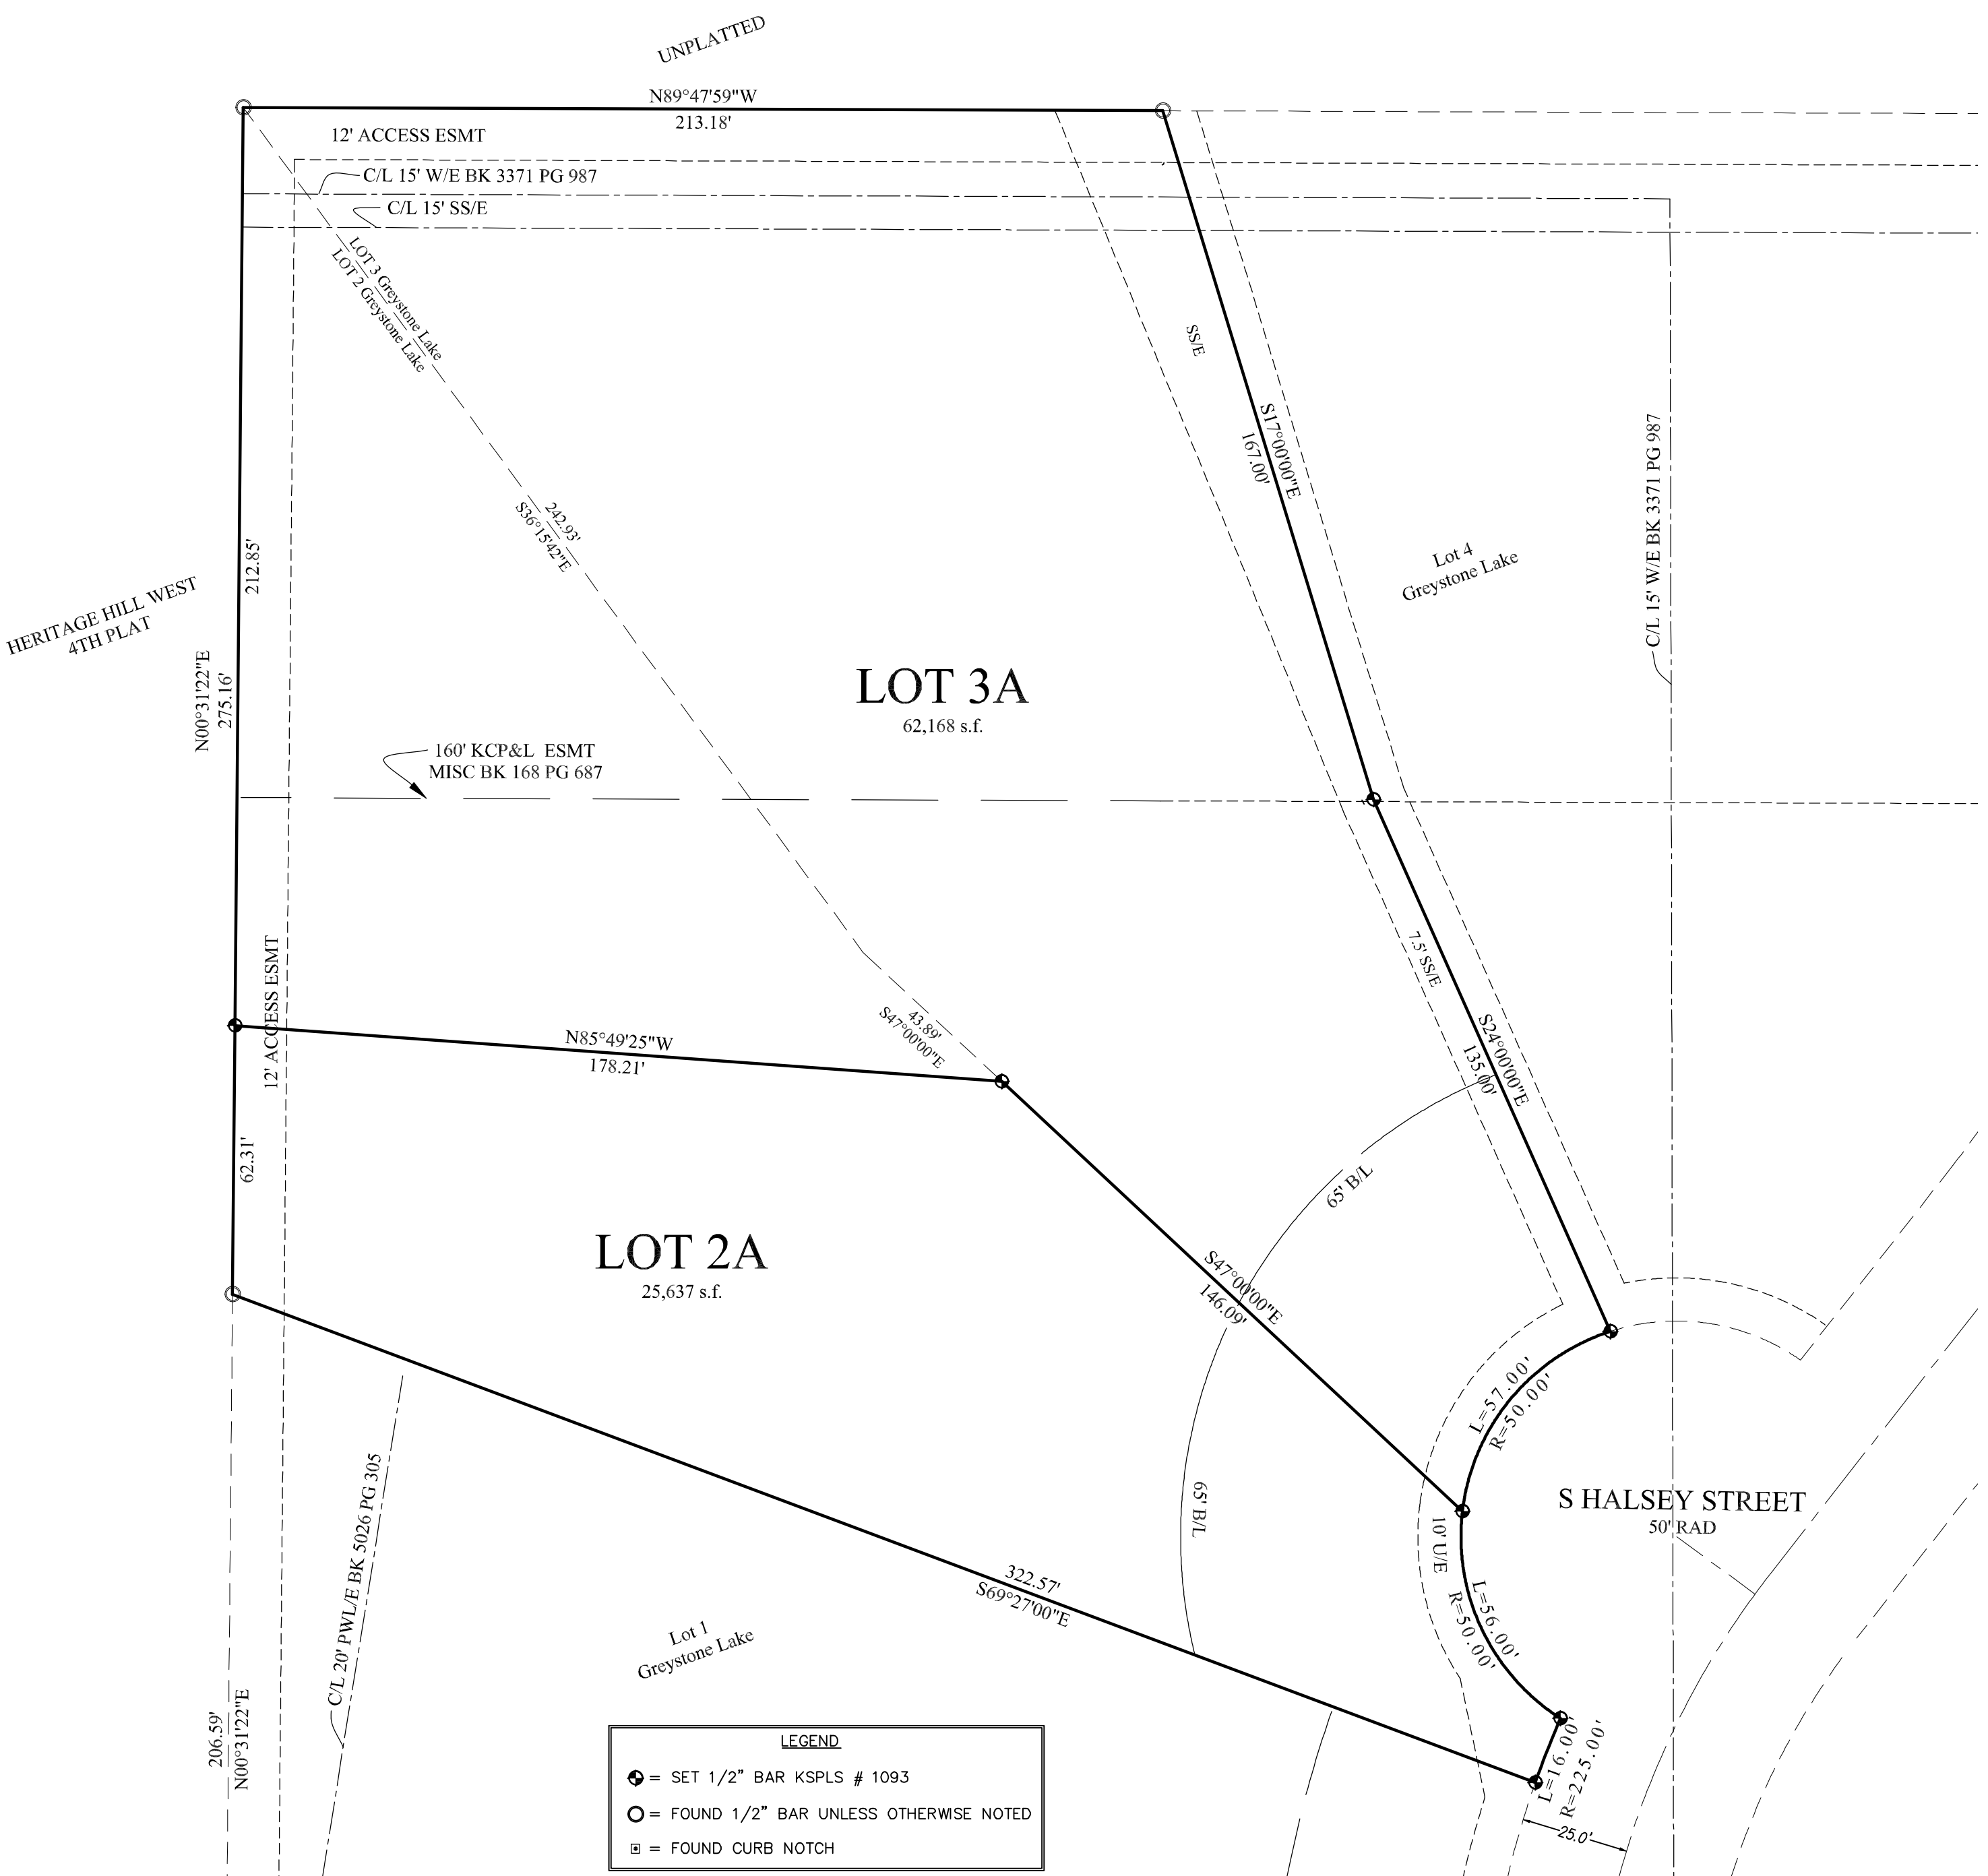 UNPLATTED
N89°47'59"W
213.18'
12' ACCESS ESMT
C/L 15' W/E BK 3371 PG 987
C/L 15' SS/E
LOT 3 Greystone Lake
LOT 2 Greystone Lake
SS/E
S17°00'00"E
167.00'
C/L 15' W/E BK 3371 PG 987
242.93'
S36°15'42"E
212.85'
Lot 4
Greystone Lake
HERITAGE HILL WEST
4TH PLAT
N00°31'22"E
275.16'
LOT 3A
62,168 s.f.
160' KCP&L ESMT
MISC BK 168 PG 687
7.5' SS/E
12' ACCESS ESMT
43.89'
S47°00'00"E
N85°49'25"W
178.21'
S24°00'00"E
135.00'
62.31'
65' B/L
LOT 2A
25,637 s.f.
S47°00'00"E
146.09'
L=57.00'
R=50.00'
S HALSEY STREET
50' RAD
65' B/L
10' U/E
C/L 20' PWL/E BK 5026 PG 305
322.57'
S69°27'00"E
L=56.00'
R=50.00'
Lot 1
Greystone Lake
206.59'
N00°31'22"E
L=16.00'
R=225.00'
25.0'
LEGEND
= SET 1/2" BAR KSPLS # 1093
= FOUND 1/2" BAR UNLESS OTHERWISE NOTED
= FOUND CURB NOTCH